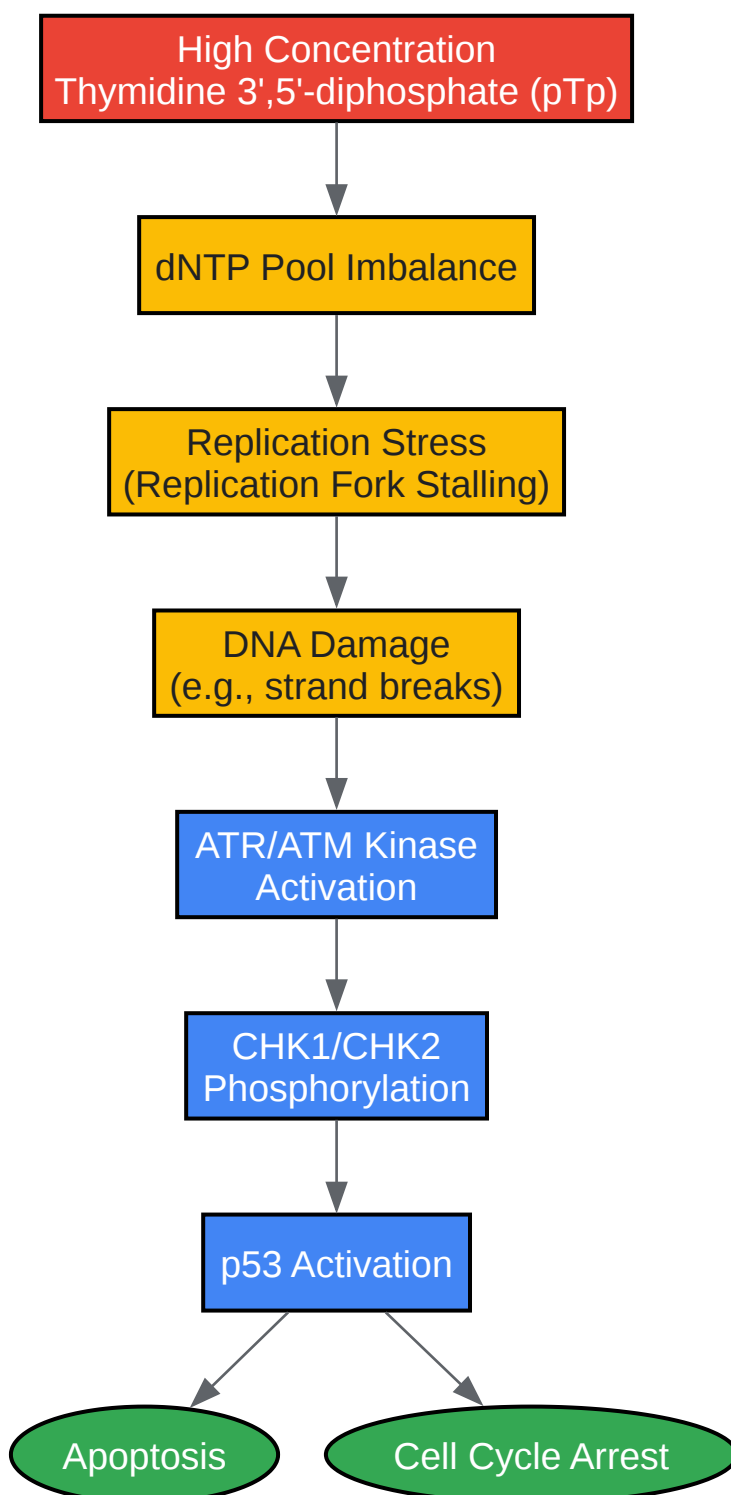 High Concentration
Thymidine 3',5'-diphosphate (pTp)
dNTP Pool Imbalance
Replication Stress
(Replication Fork Stalling)
DNA Damage
(e.g., strand breaks)
ATR/ATM Kinase
Activation
CHK1/CHK2
Phosphorylation
p53 Activation
Apoptosis
Cell Cycle Arrest